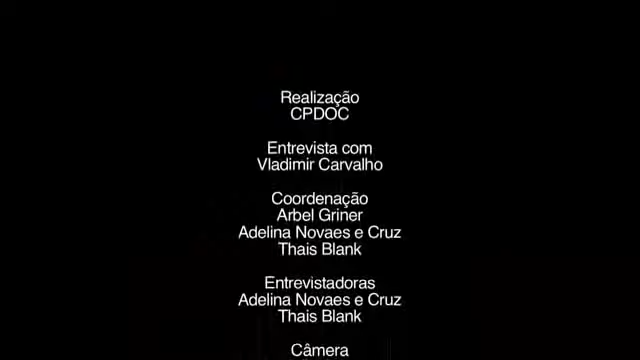 Realização
CPDOC
Entrevista com
Vladimir Carvalho
Coordenação
Arbel Griner
Adelina Novaes e Cruz
Thais Blank
Entrevistadoras
Adelina Novaes e Cruz
Thais Blank
Câmera